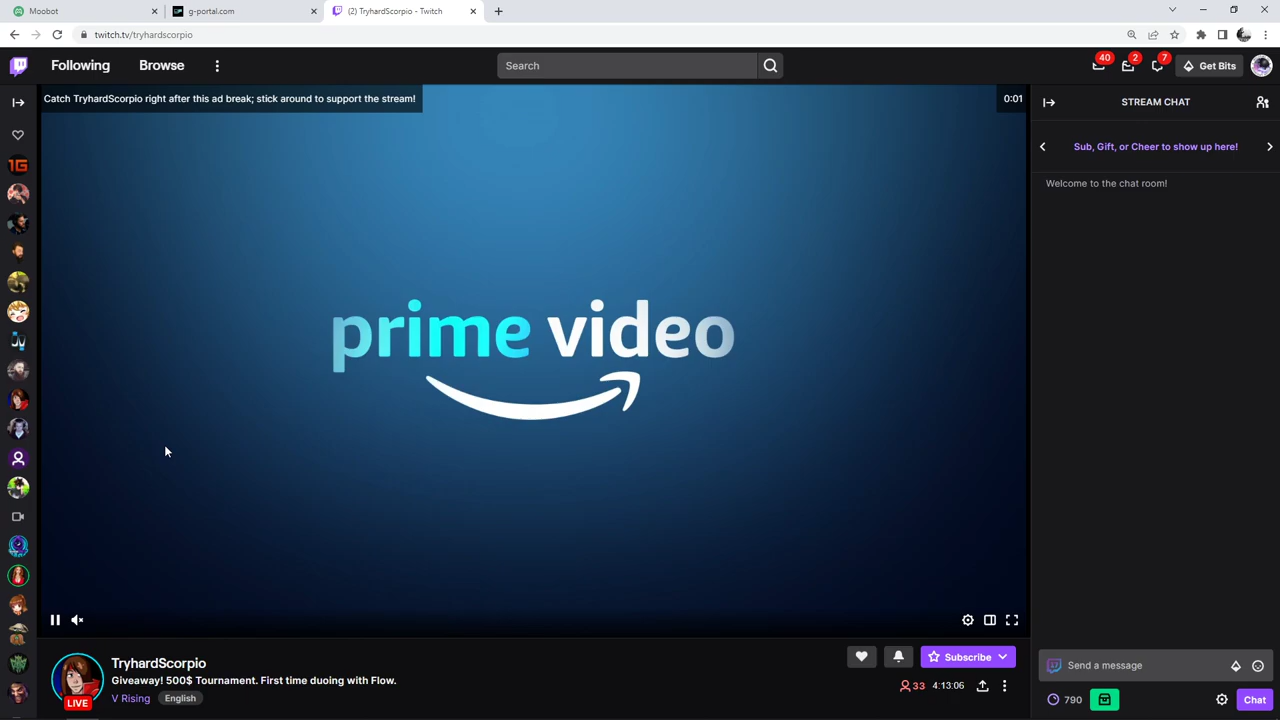 Moobot
g-portal.com
(2) TryhardScorpio - Twitch
twitch.tv/tryhardscorpio
Following
Browse
Search
40
2
7
Get Bits
Catch TryhardScorpio right after this ad break; stick around to support the stream!
0:01
STREAM CHAT
Sub, Gift, or Cheer to show up here!
Welcome to the chat room!
1G
prime video
TryhardScorpio
Giveaway! 500$ Tournament. First time duoing with Flow.
LIVE
V Rising
English
Subscribe
33
4:13:06
Send a message
790
Chat